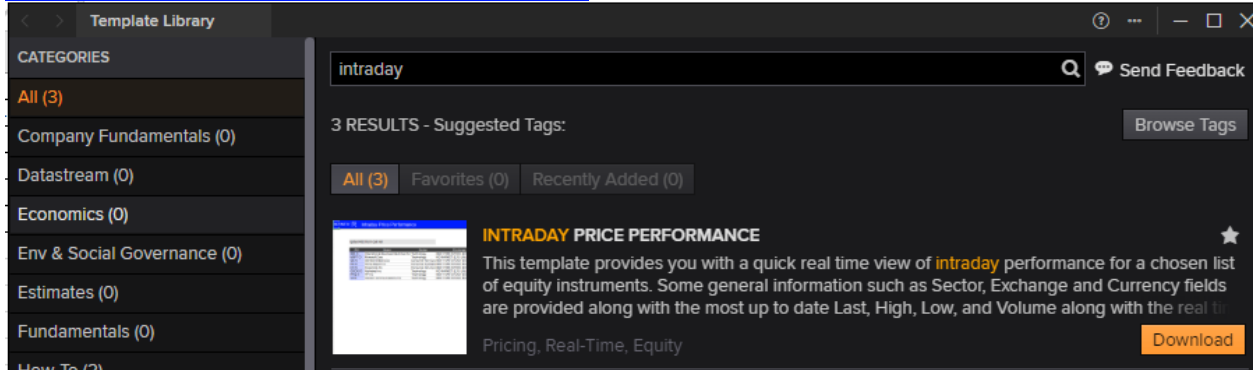 Template Library
CATEGORIES
All (3)
Company Fundamentals (0)
Datastream (0)
Economics (0)
Env & Social Governance (0)
Estimates (0)
Fundamentals (0)
How To (2)
intraday
Send Feedback
3 RESULTS - Suggested Tags:
Browse Tags
All (3) Favorites (0) Recently Added (0)
INTRADAY PRICE PERFORMANCE
This template provides you with a quick real time view of intraday performance for a chosen list
of equity instruments. Some general information such as Sector, Exchange and Currency fields
are provided along with the most up to date Last, High, Low, and Volume along with the real
Pricing, Real-Time, Equity
Download